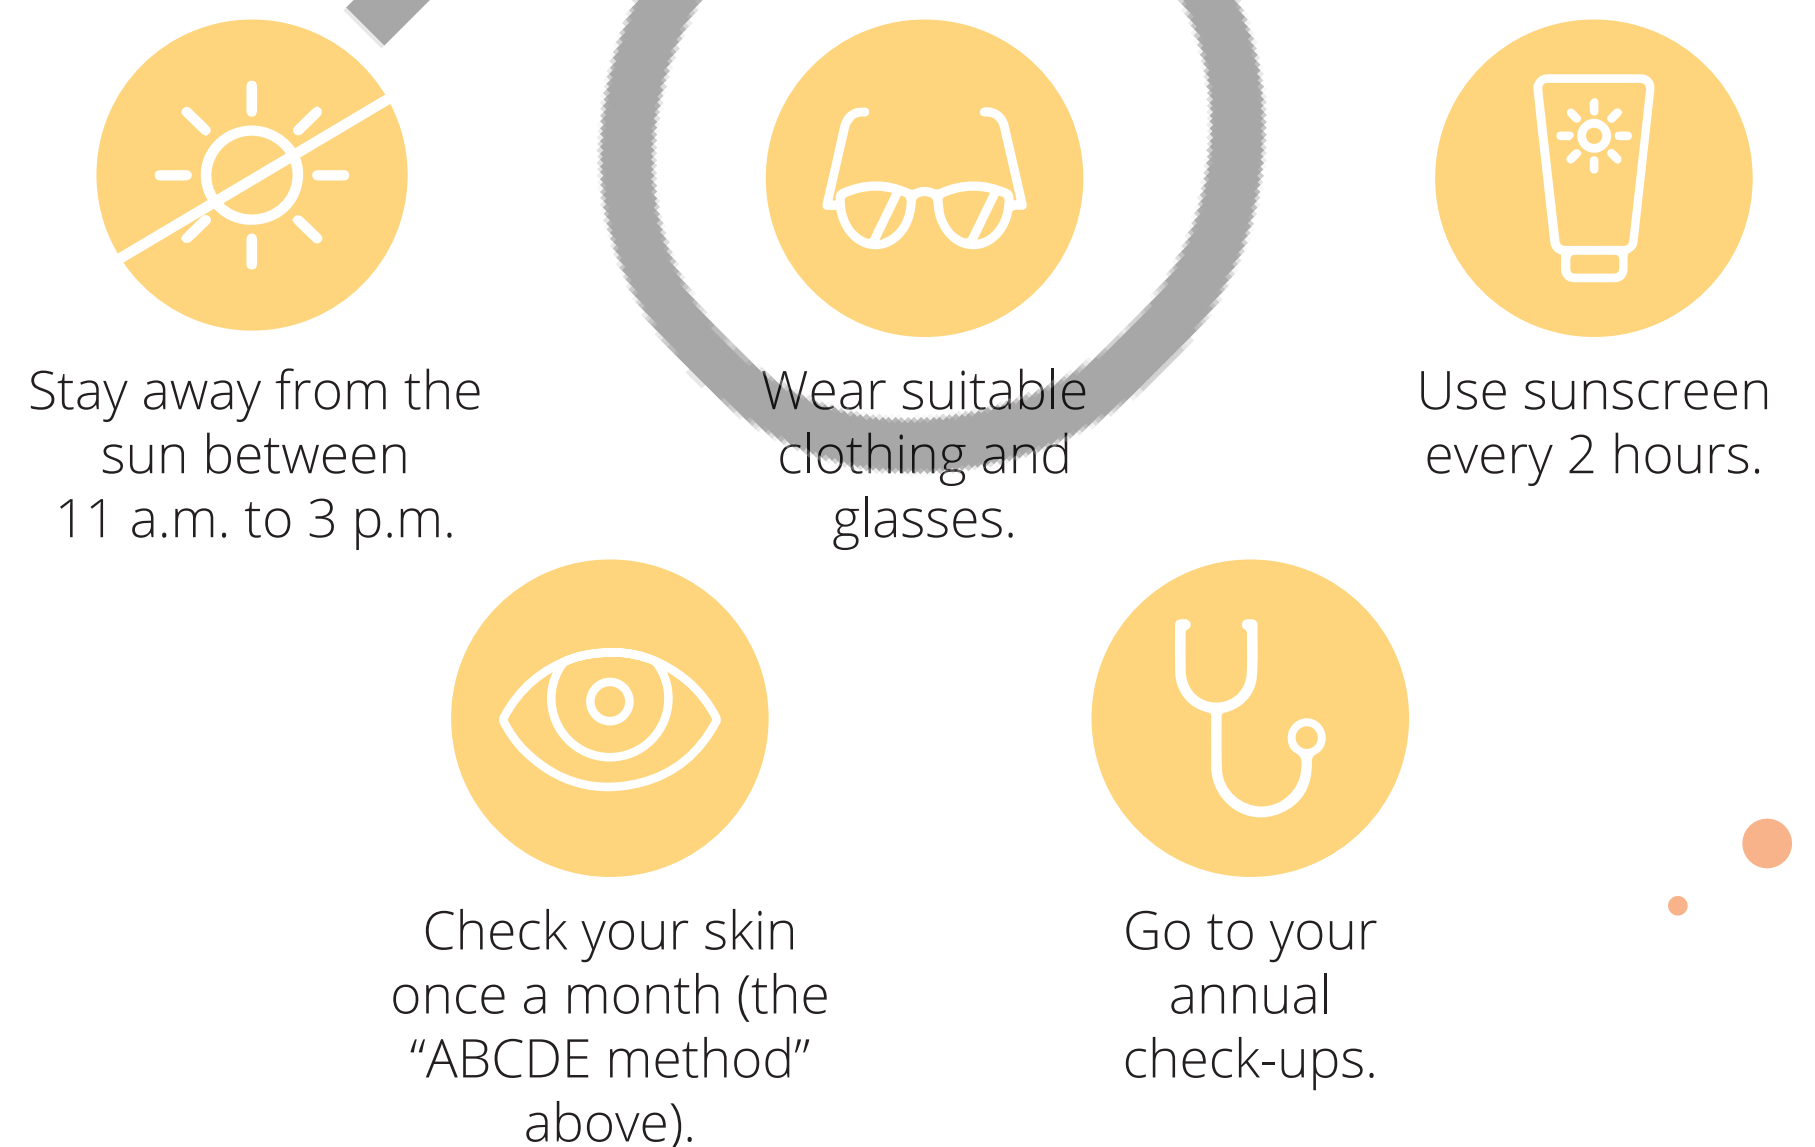 Stay away from the
sun between
11 a.m. to 3 p.m.
Wear suitable
clothing and
glasses.
Use sunscreen
every 2 hours.
Check your skin
once a month (the
“ABCDE method”
above).
Go to your
annual
check-ups.